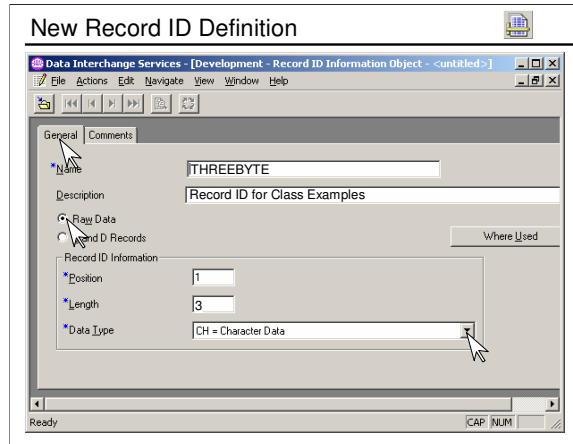 New Record ID Definition
Data Interchange Services - [Development - Record ID Information Object - <untitled>]
File Actions Edit Navigate View Window Help
General Comments
*Name THREEBYTE
Description Record ID for Class Examples
Raw Data
and D Records
Where Used
Record ID Information
*Position 1
*Length 3
*Data Type CH = Character Data
Ready CAP NUM